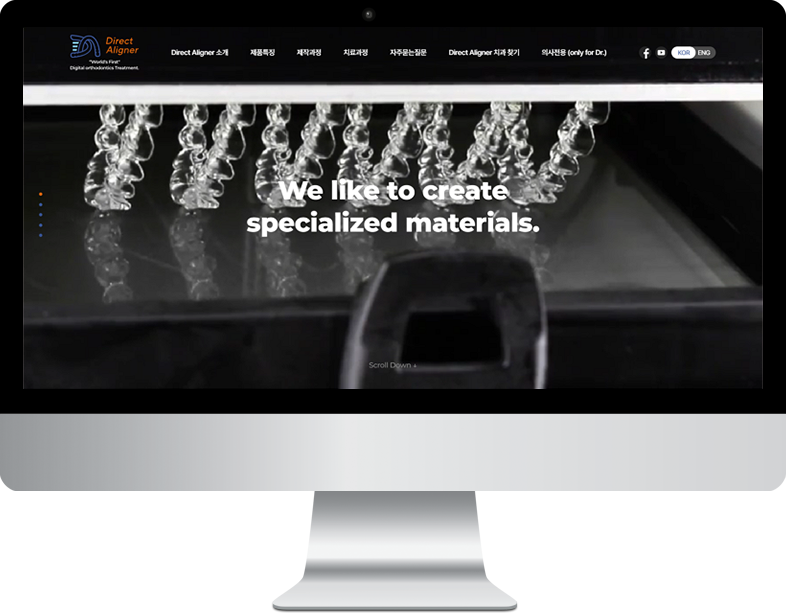 Direct
Aligner
"World's First"
Digital orthodontics Treatment.
Direct Aligner 소개
제품특징
제작과정
치료과정
자주묻는질문
Direct Aligner 치과 찾기
의사전용 (only for Dr.)
KOR ENG
We like to create
specialized materials.
Scroll Down ↓